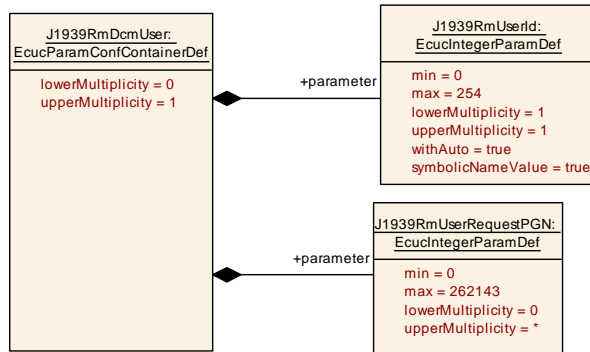 J1939RmDcmUser:
EcucParamConfContainerDef
lowerMultiplicity = 0
upperMultiplicity = 1
+parameter
J1939RmUserId:
EcucIntegerParamDef
min = 0
max = 254
lowerMultiplicity = 1
upperMultiplicity = 1
withAuto = true
symbolicNameValue = true
+parameter
J1939RmUserRequestPGN:
EcucIntegerParamDef
min = 0
max = 262143
lowerMultiplicity = 0
upperMultiplicity = *